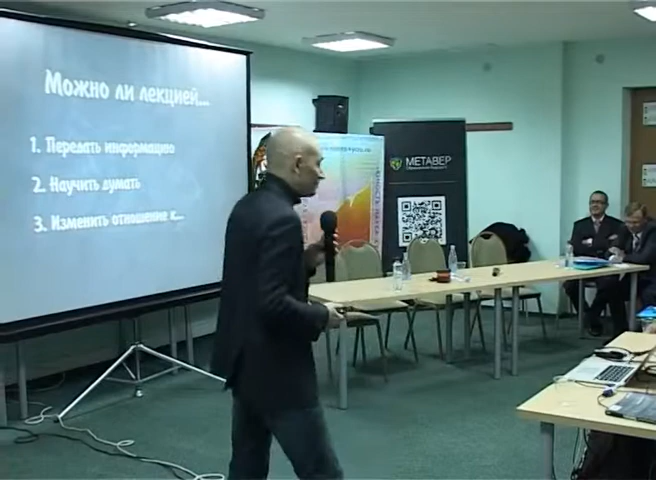 Можно ли лекцией...
1. Передать информацию
2. Научить думать
3. Изменить отношение к...
МЕТАВЕР